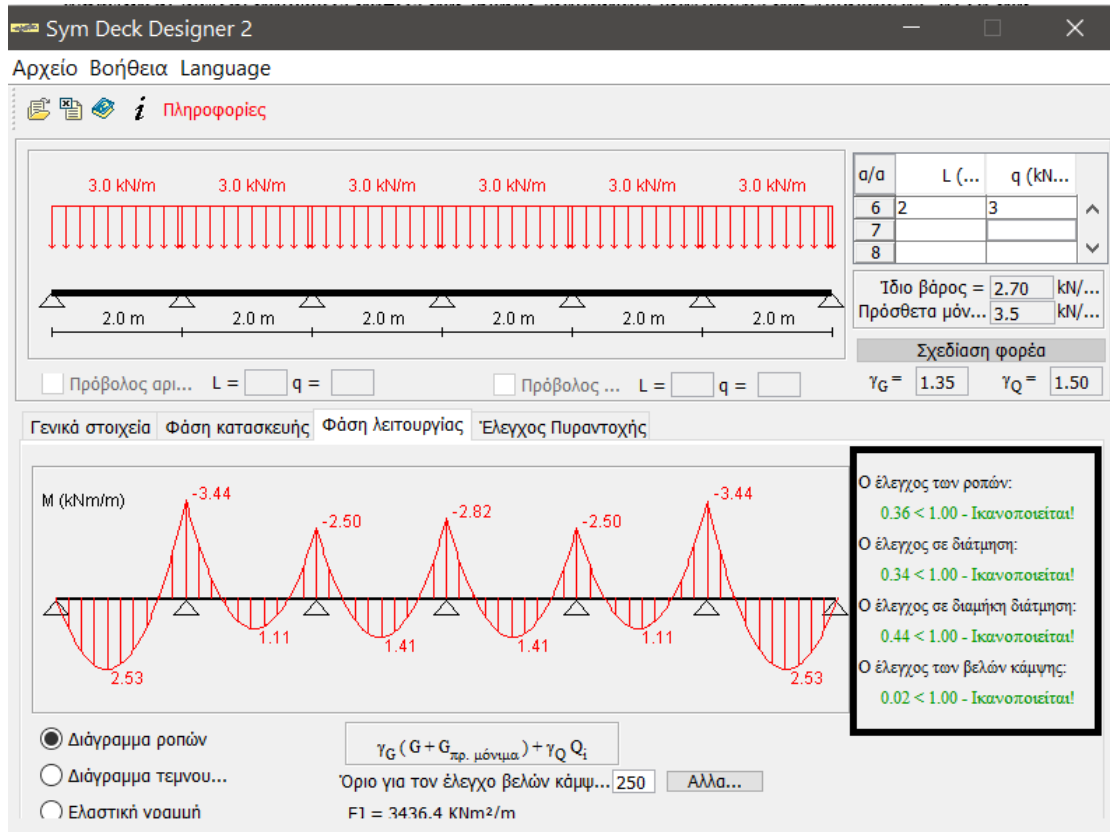 Sym Deck Designer 2
Αρχείο Βοήθεια Language
i Πληροφορίες
3.0 kN/m 3.0 kN/m 3.0 kN/m 3.0 kN/m 3.0 kN/m 3.0 kN/m
2.0 m 2.0 m 2.0 m 2.0 m 2.0 m 2.0 m
α/α L (... q (kN...
6 2 3
7
8
Ίδιο βάρος = 2.70 kN/...
Πρόσθετα μόν... 3.5 kN/...
Σχεδίαση φορέα
Πρόβολος αρι... L = q = Πρόβολος ... L = q = γG = 1.35 γQ = 1.50
Γενικά στοιχεία Φάση κατασκευής Φάση λειτουργίας Έλεγχος Πυραντοχής
M (kNm/m)
-3.44 -2.50 -2.82 -2.50 -3.44
2.53 1.11 1.41 1.41 1.11 2.53
Ο έλεγχος των ροπών:
0.36 < 1.00 - Ικανοποιείται!
Ο έλεγχος σε διάτμηση:
0.34 < 1.00 - Ικανοποιείται!
Ο έλεγχος σε διαμήκη διάτμηση:
0.44 < 1.00 - Ικανοποιείται!
Ο έλεγχος των βελών κάμψης:
0.02 < 1.00 - Ικανοποιείται!
Διάγραμμα ροπών
γG ( G + Gπρ. μόνιμα ) + γQ Qi
Διάγραμμα τεμνου...
Όριο για τον έλεγχο βελών κάμψ... 250 Αλλα...
Ελαστική γραμμή
EI = 3436.4 KNm²/m